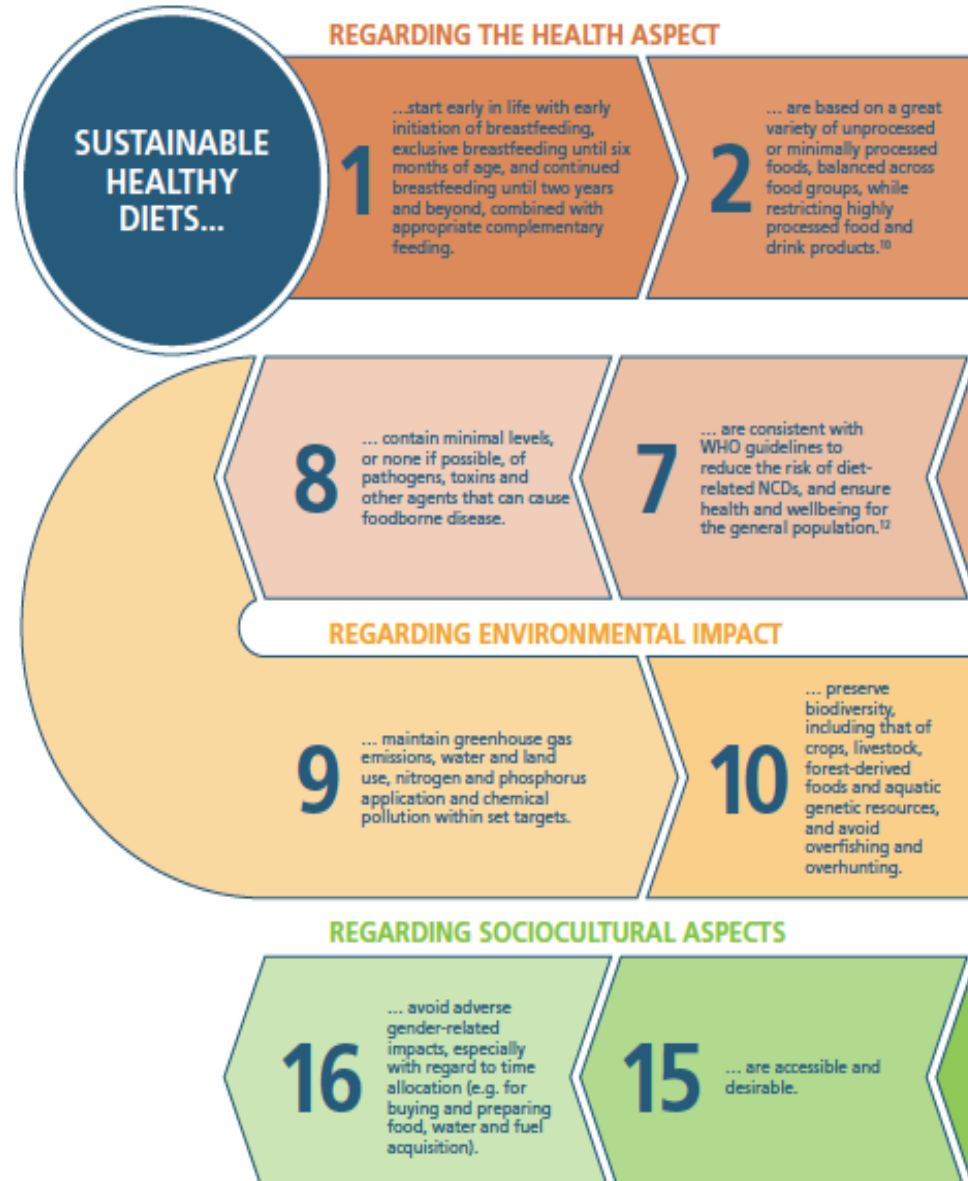 SUSTAINABLE
HEALTHY
DIETS...
REGARDING THE HEALTH ASPECT
1
...start early in life with early
initiation of breastfeeding,
exclusive breastfeeding until six
months of age, and continued
breastfeeding until two years
and beyond, combined with
appropriate complementary
feeding.
2
... are based on a great
variety of unprocessed
or minimally processed
foods, balanced across
food groups, while
restricting highly
processed food and
drink products.¹⁰
8
... contain minimal levels,
or none if possible, of
pathogens, toxins and
other agents that can cause
foodborne disease.
7
... are consistent with
WHO guidelines to
reduce the risk of diet-
related NCDs, and ensure
health and wellbeing for
the general population.¹²
REGARDING ENVIRONMENTAL IMPACT
9
... maintain greenhouse gas
emissions, water and land
use, nitrogen and phosphorus
application and chemical
pollution within set targets.
10
... preserve
biodiversity,
including that of
crops, livestock,
forest-derived
foods and aquatic
genetic resources,
and avoid
overfishing and
overhunting.
REGARDING SOCIOCULTURAL ASPECTS
16
... avoid adverse
gender-related
impacts, especially
with regard to time
allocation (e.g. for
buying and preparing
food, water and fuel
acquisition).
15
... are accessible and
desirable.